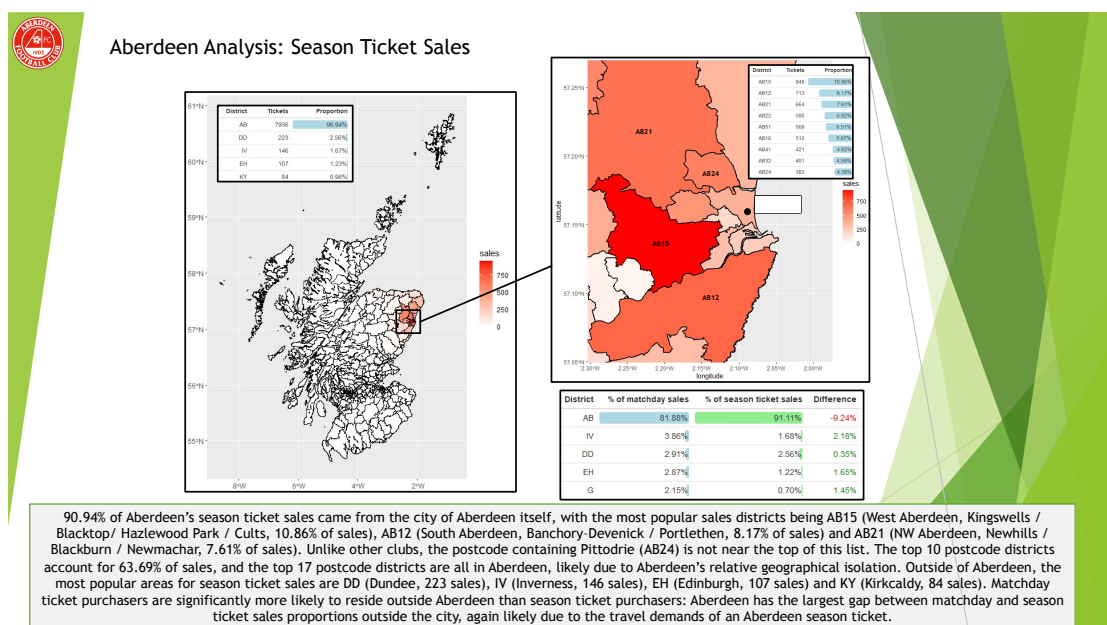 ABERDEEN
FC
1903
FOOTBALL CLUB
Aberdeen Analysis: Season Ticket Sales
District Tickets Proportion
AB 7936 90.94%
DD 223 2.56%
IV 146 1.67%
EH 107 1.23%
KY 84 0.96%
61°N
60°N
59°N
58°N
57°N
56°N
55°N
8°W 6°W 4°W 2°W
sales
750
500
250
0
District Tickets Proportion
AB15 948 10.86%
AB12 713 8.17%
AB21 664 7.61%
AB22 595 6.82%
AB51 568 6.51%
AB16 512 5.87%
AB41 421 4.82%
AB32 401 4.59%
AB24 382 4.38%
57.25°N
57.20°N
57.15°N
57.10°N
57.05°N
latitude
AB21
AB24
AB15
AB12
sales
750
500
250
0
2.30°W 2.25°W 2.20°W 2.15°W 2.10°W 2.05°W 2.00°W
longitude
District % of matchday sales % of season ticket sales Difference
AB 81.88% 91.11% -9.24%
IV 3.86% 1.68% 2.18%
DD 2.91% 2.56% 0.35%
EH 2.87% 1.22% 1.65%
G 2.15% 0.70% 1.45%
90.94% of Aberdeen's season ticket sales came from the city of Aberdeen itself, with the most popular sales districts being AB15 (West Aberdeen, Kingswells /
Blacktop/ Hazlewood Park / Cults, 10.86% of sales), AB12 (South Aberdeen, Banchory-Devenick / Portlethen, 8.17% of sales) and AB21 (NW Aberdeen, Newhills /
Blackburn / Newmachar, 7.61% of sales). Unlike other clubs, the postcode containing Pittodrie (AB24) is not near the top of this list. The top 10 postcode districts
account for 63.69% of sales, and the top 17 postcode districts are all in Aberdeen, likely due to Aberdeen's relative geographical isolation. Outside of Aberdeen, the
most popular areas for season ticket sales are DD (Dundee, 223 sales), IV (Inverness, 146 sales), EH (Edinburgh, 107 sales) and KY (Kirkcaldy, 84 sales). Matchday
ticket purchasers are significantly more likely to reside outside Aberdeen than season ticket purchasers: Aberdeen has the largest gap between matchday and season
ticket sales proportions outside the city, again likely due to the travel demands of an Aberdeen season ticket.